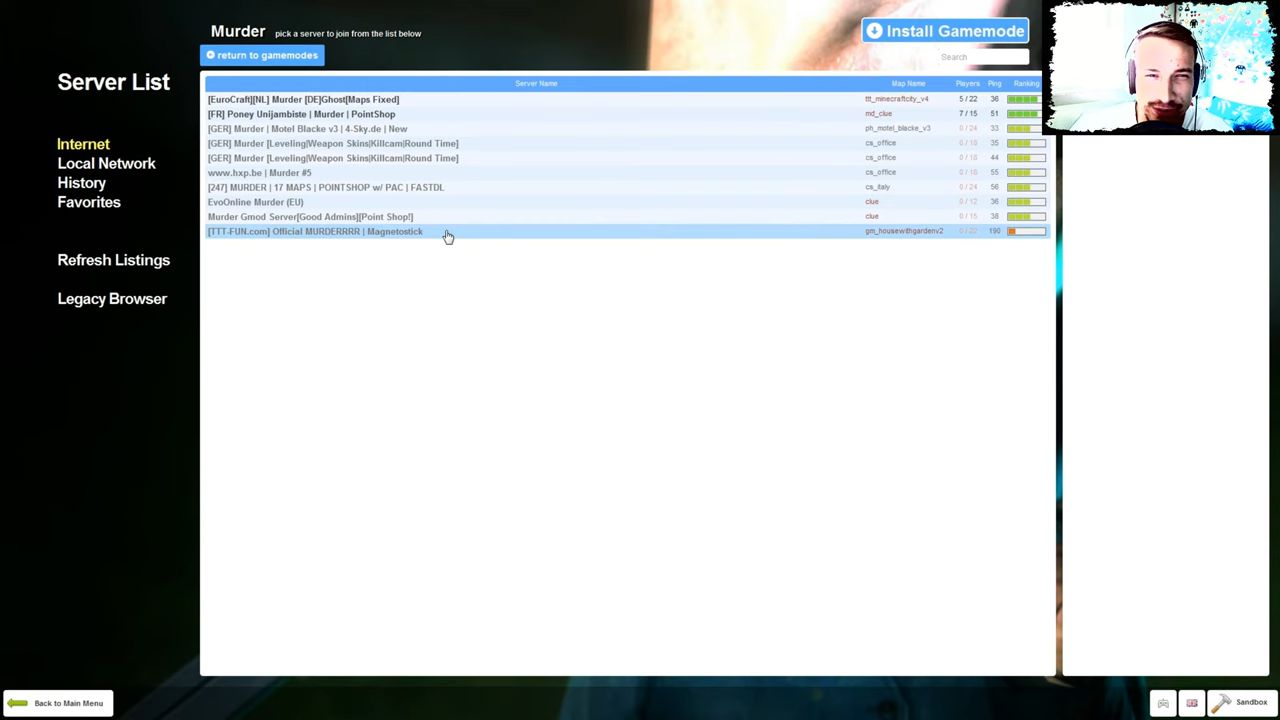 Murder pick a server to join from the list below
Install Gamemode
return to gamemodes
Search
Server List
Internet
Local Network
History
Favorites
Refresh Listings
Legacy Browser
Server Name Map Name Players Ping Ranking
[EuroCraft][NL] Murder [DE]Ghost[Maps Fixed] ttt_minecraftcity_v4 5 / 22 36
[FR] Poney Unijambiste | Murder | PointShop md_clue 7 / 15 51
[GER] Murder | Motel Blacke v3 | 4-Sky.de | New ph_motel_blacke_v3 0 / 24 33
[GER] Murder [Leveling|Weapon Skins|Killcam|Round Time] cs_office 0 / 18 35
[GER] Murder [Leveling|Weapon Skins|Killcam|Round Time] cs_office 0 / 18 44
www.hxp.be | Murder #5 cs_office 0 / 16 55
[247] MURDER | 17 MAPS | POINTSHOP w/ PAC | FASTDL cs_italy 0 / 24 56
EvoOnline Murder (EU) clue 0 / 12 36
Murder Gmod Server[Good Admins][Point Shop!] clue 0 / 15 38
[TTT-FUN.com] Official MURDERRRR | Magnetostick gm_housewithgardenv2 0 / 22 190
Back to Main Menu
Sandbox